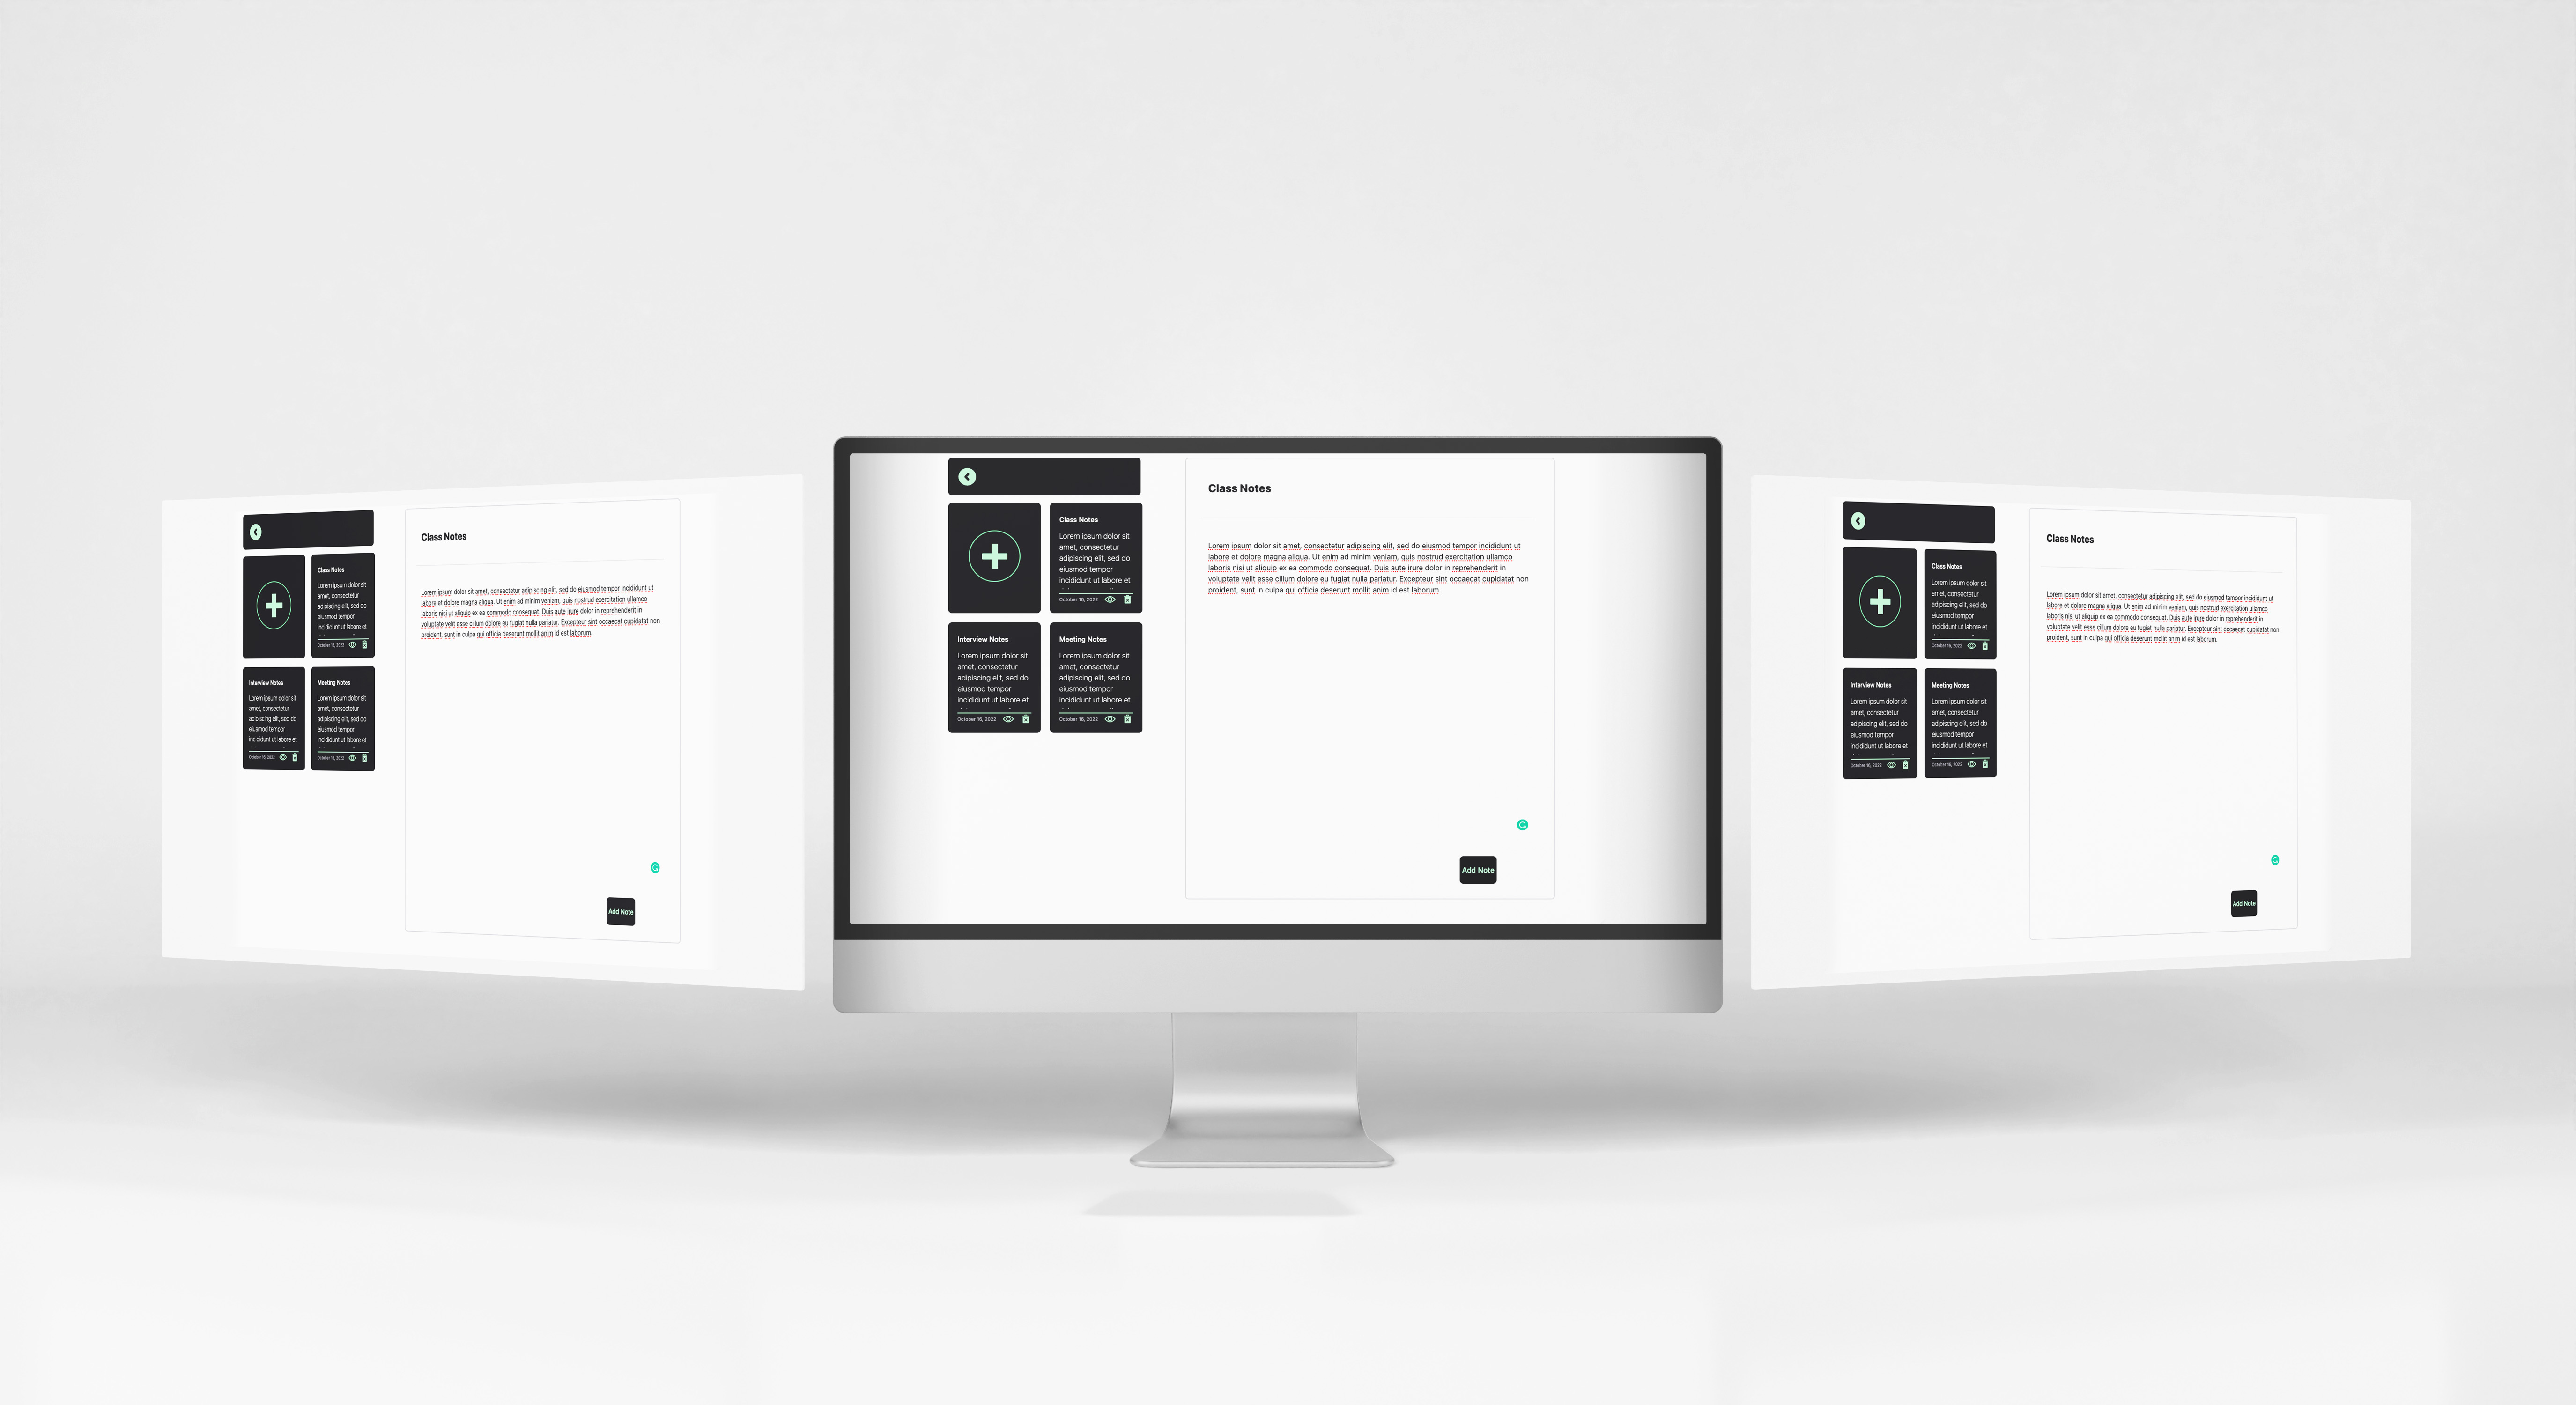 Class Notes
Lorem ipsum dolor sit
amet, consectetur
adipiscing elit, sed do
eiusmod tempor
incididunt ut labore et
October 16, 2022
Interview Notes
Lorem ipsum dolor sit
amet, consectetur
adipiscing elit, sed do
eiusmod tempor
incididunt ut labore et
October 16, 2022
Meeting Notes
Lorem ipsum dolor sit
amet, consectetur
adipiscing elit, sed do
eiusmod tempor
incididunt ut labore et
October 16, 2022
Class Notes
Lorem ipsum dolor sit amet, consectetur adipiscing elit, sed do eiusmod tempor incididunt ut
labore et dolore magna aliqua. Ut enim ad minim veniam, quis nostrud exercitation ullamco
laboris nisi ut aliquip ex ea commodo consequat. Duis aute irure dolor in reprehenderit in
voluptate velit esse cillum dolore eu fugiat nulla pariatur. Excepteur sint occaecat cupidatat non
proident, sunt in culpa qui officia deserunt mollit anim id est laborum.
Add Note
Class Notes
Lorem ipsum dolor sit
amet, consectetur
adipiscing elit, sed do
eiusmod tempor
incididunt ut labore et
October 16, 2022
Interview Notes
Lorem ipsum dolor sit
amet, consectetur
adipiscing elit, sed do
eiusmod tempor
incididunt ut labore et
October 16, 2022
Meeting Notes
Lorem ipsum dolor sit
amet, consectetur
adipiscing elit, sed do
eiusmod tempor
incididunt ut labore et
October 16, 2022
Class Notes
Lorem ipsum dolor sit amet, consectetur adipiscing elit, sed do eiusmod tempor incididunt ut
labore et dolore magna aliqua. Ut enim ad minim veniam, quis nostrud exercitation ullamco
laboris nisi ut aliquip ex ea commodo consequat. Duis aute irure dolor in reprehenderit in
voluptate velit esse cillum dolore eu fugiat nulla pariatur. Excepteur sint occaecat cupidatat non
proident, sunt in culpa qui officia deserunt mollit anim id est laborum.
Add Note
Class Notes
Lorem ipsum dolor sit
amet, consectetur
adipiscing elit, sed do
eiusmod tempor
incididunt ut labore et
October 16, 2022
Interview Notes
Lorem ipsum dolor sit
amet, consectetur
adipiscing elit, sed do
eiusmod tempor
incididunt ut labore et
October 16, 2022
Meeting Notes
Lorem ipsum dolor sit
amet, consectetur
adipiscing elit, sed do
eiusmod tempor
incididunt ut labore et
October 16, 2022
Class Notes
Lorem ipsum dolor sit amet, consectetur adipiscing elit, sed do eiusmod tempor incididunt ut
labore et dolore magna aliqua. Ut enim ad minim veniam, quis nostrud exercitation ullamco
laboris nisi ut aliquip ex ea commodo consequat. Duis aute irure dolor in reprehenderit in
voluptate velit esse cillum dolore eu fugiat nulla pariatur. Excepteur sint occaecat cupidatat non
proident, sunt in culpa qui officia deserunt mollit anim id est laborum.
Add Note